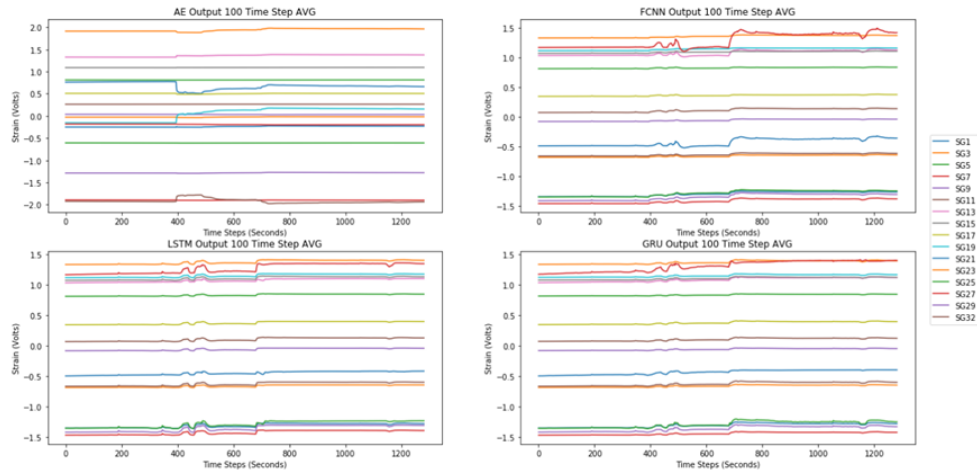 AE Output 100 Time Step AVG
Strain (Volts)
2.0
1.5
1.0
0.5
0.0
-0.5
-1.0
-1.5
-2.0
0 200 400 600 800 1000 1200
Time Steps (Seconds)
FCNN Output 100 Time Step AVG
Strain (Volts)
1.5
1.0
0.5
0.0
-0.5
-1.0
-1.5
0 200 400 600 800 1000 1200
Time Steps (Seconds)
LSTM Output 100 Time Step AVG
Strain (Volts)
1.5
1.0
0.5
0.0
-0.5
-1.0
-1.5
0 200 400 600 800 1000 1200
Time Steps (Seconds)
GRU Output 100 Time Step AVG
Strain (Volts)
1.5
1.0
0.5
0.0
-0.5
-1.0
-1.5
0 200 400 600 800 1000 1200
Time Steps (Seconds)
SG1
SG3
SG5
SG7
SG9
SG11
SG13
SG15
SG17
SG19
SG21
SG23
SG25
SG27
SG29
SG32